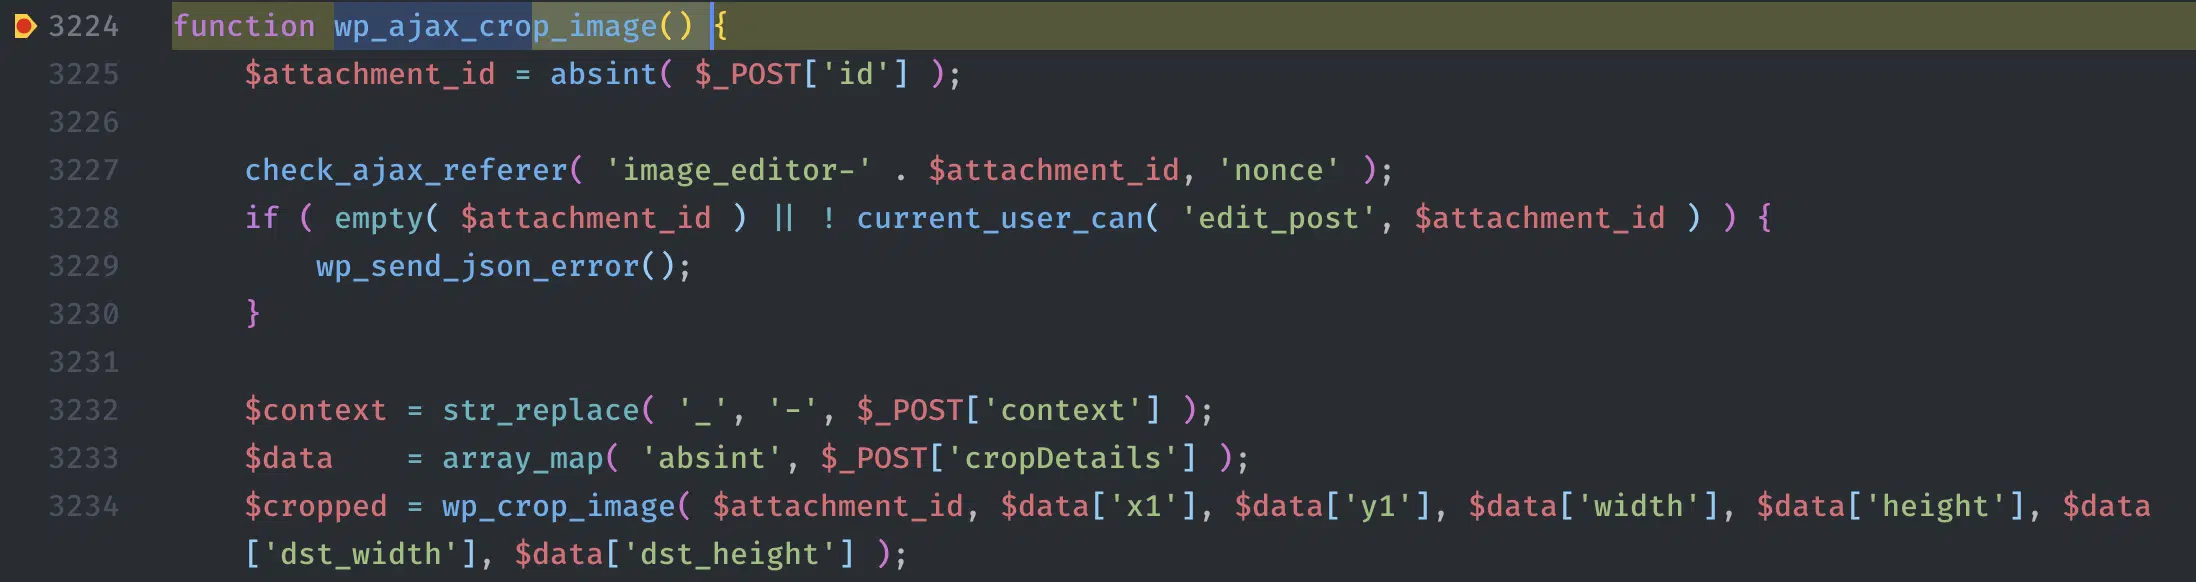 3224 function wp_ajax_crop_image() {
3225     $attachment_id = absint( $_POST['id'] );
3226
3227     check_ajax_referer( 'image_editor-' . $attachment_id, 'nonce' );
3228     if ( empty( $attachment_id ) || ! current_user_can( 'edit_post', $attachment_id ) ) {
3229         wp_send_json_error();
3230     }
3231
3232     $context = str_replace( '_', '-', $_POST['context'] );
3233     $data    = array_map( 'absint', $_POST['cropDetails'] );
3234     $cropped = wp_crop_image( $attachment_id, $data['x1'], $data['y1'], $data['width'], $data['height'], $data
['dst_width'], $data['dst_height'] );